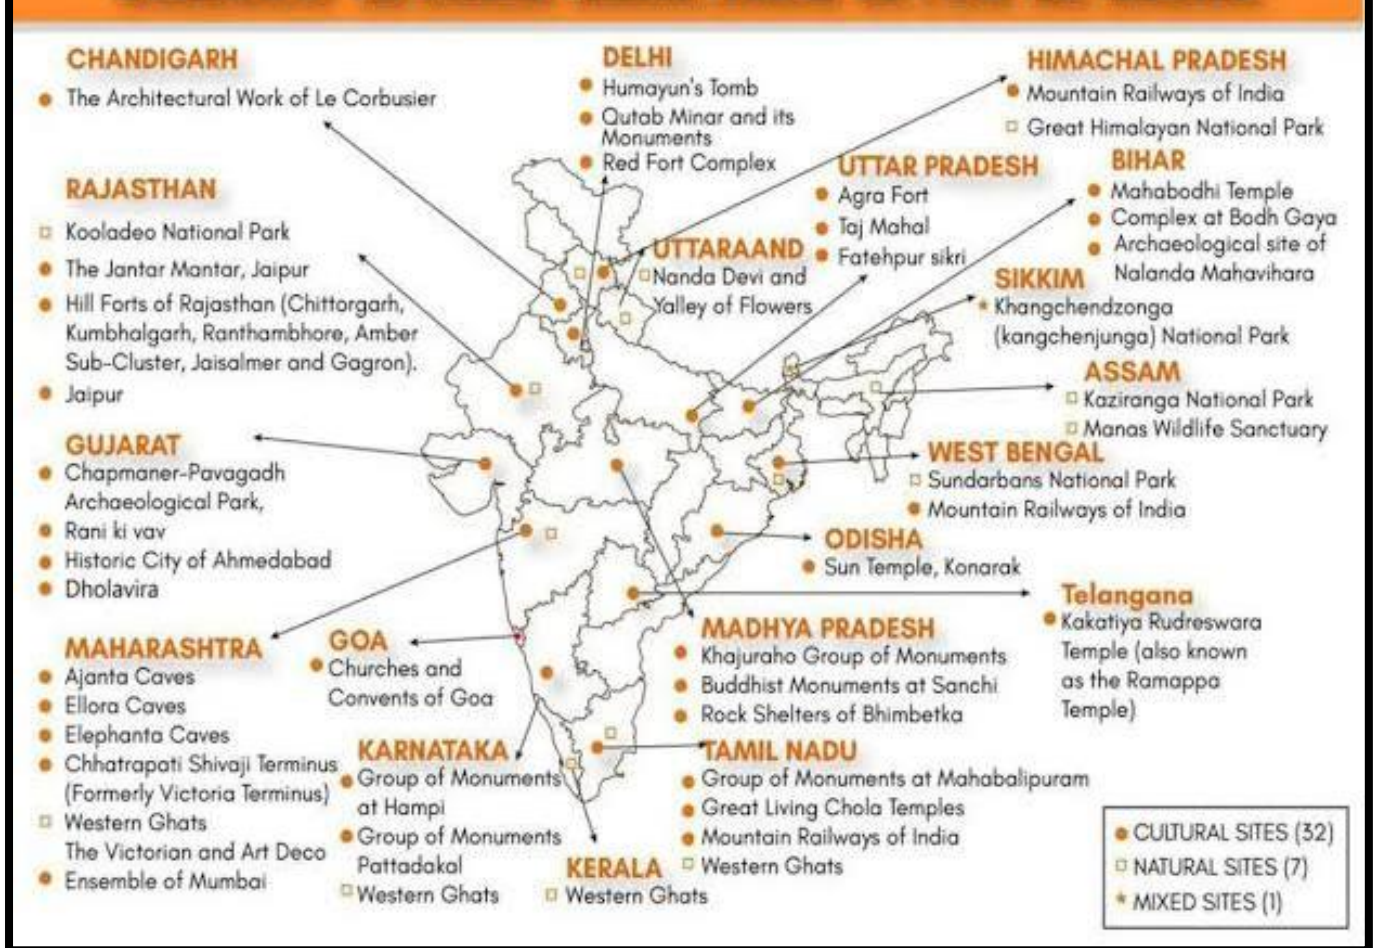 CHANDIGARH
The Architectural Work of Le Corbusier
RAJASTHAN
Kooladeo National Park
The Jantar Mantar, Jaipur
Hill Forts of Rajasthan (Chittorgarh,
Kumbhalgarh, Ranthambhore, Amber
Sub-Cluster, Jaisalmer and Gagron).
Jaipur
GUJARAT
Chapmaner-Pavagadh
Archaeological Park,
Rani ki vav
Historic City of Ahmedabad
Dholavira
MAHARASHTRA
Ajanta Caves
Ellora Caves
Elephanta Caves
Chhatrapati Shivaji Terminus
(Formerly Victoria Terminus)
Western Ghats
The Victorian and Art Deco
Ensemble of Mumbai
GOA
Churches and
Convents of Goa
KARNATAKA
Group of Monuments
at Hampi
Group of Monuments
Pattadakal
Western Ghats
KERALA
Western Ghats
DELHI
Humayun's Tomb
Qutab Minar and its
Monuments
Red Fort Complex
UTTARAAND
Nanda Devi and
Yalley of Flowers
UTTAR PRADESH
Agra Fort
Taj Mahal
Fatehpur sikri
HIMACHAL PRADESH
Mountain Railways of India
Great Himalayan National Park
BIHAR
Mahabodhi Temple
Complex at Bodh Gaya
Archaeological site of
Nalanda Mahavihara
SIKKIM
Khangchendzonga
(kangchenjunga) National Park
ASSAM
Kaziranga National Park
Manas Wildlife Sanctuary
WEST BENGAL
Sundarbans National Park
Mountain Railways of India
ODISHA
Sun Temple, Konarak
Telangana
Kakatiya Rudreswara
Temple (also known
as the Ramappa
Temple)
MADHYA PRADESH
Khajuraho Group of Monuments
Buddhist Monuments at Sanchi
Rock Shelters of Bhimbetka
TAMIL NADU
Group of Monuments at Mahabalipuram
Great Living Chola Temples
Mountain Railways of India
Western Ghats
CULTURAL SITES (32)
NATURAL SITES (7)
* MIXED SITES (1)